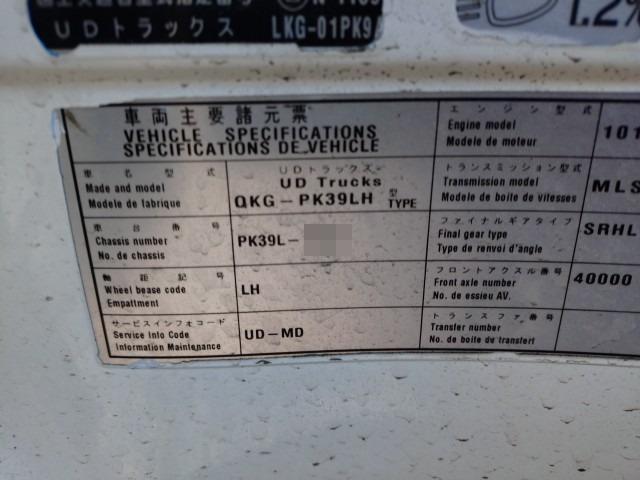 UDトラックス LKG-01PK9
1.2%
車両主要諸元票
VEHICLE SPECIFICATIONS
SPECIFICATIONS DE VEHICLE
車名型式
Made and model
Modele de fabrique
UDトラックス
UD Trucks
QKG-PK39LH 型 TYPE
車台番号
Chassis number
No. de chassis
PK39L-
軸距記号
Wheel bease code
Empattment
LH
サービスインフォコード
Service Info Code
Information Maintenance
UD-MD
エンジン型式
Engine model
Modele de moteur
トランスミッション型式
Transmission model
Modele de boite de vitesses
MLS
ファイナルギアタイプ
Final gear type
Type de renvoi d'angle
SRHL
フロントアクスル番号
Front axle number
No. de essieu AV.
40000
トランスファ番号
Transfer number
No. de boite de transfert